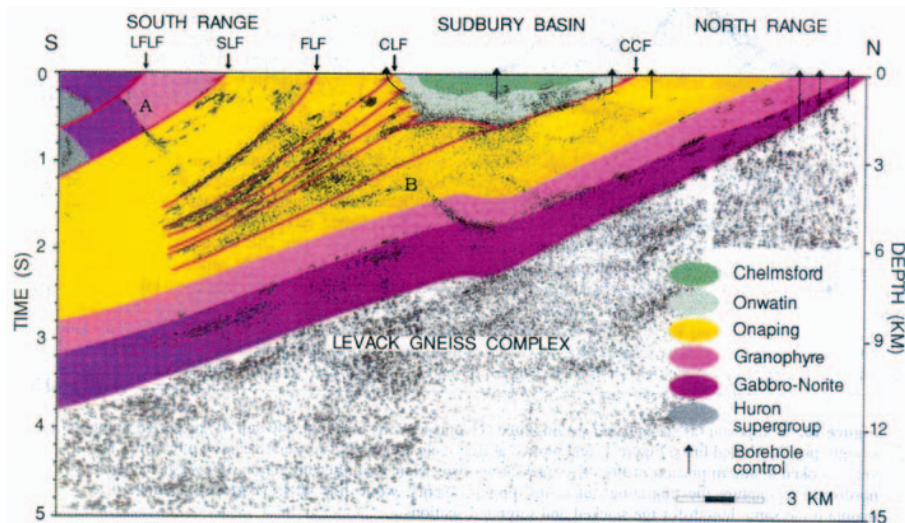 SOUTH RANGE SUDBURY BASIN NORTH RANGE
S LFLF SLF FLF CLF CCF N
0 0
A
1 3
B
2 6
TIME (S) DEPTH (KM)
Chelmsford
Onwatin
Onaping
3 9
LEVACK GNEISS COMPLEX
Granophyre
Gabbro-Norite
Huron
supergroup
4 12
Borehole
control
3 KM
5 15